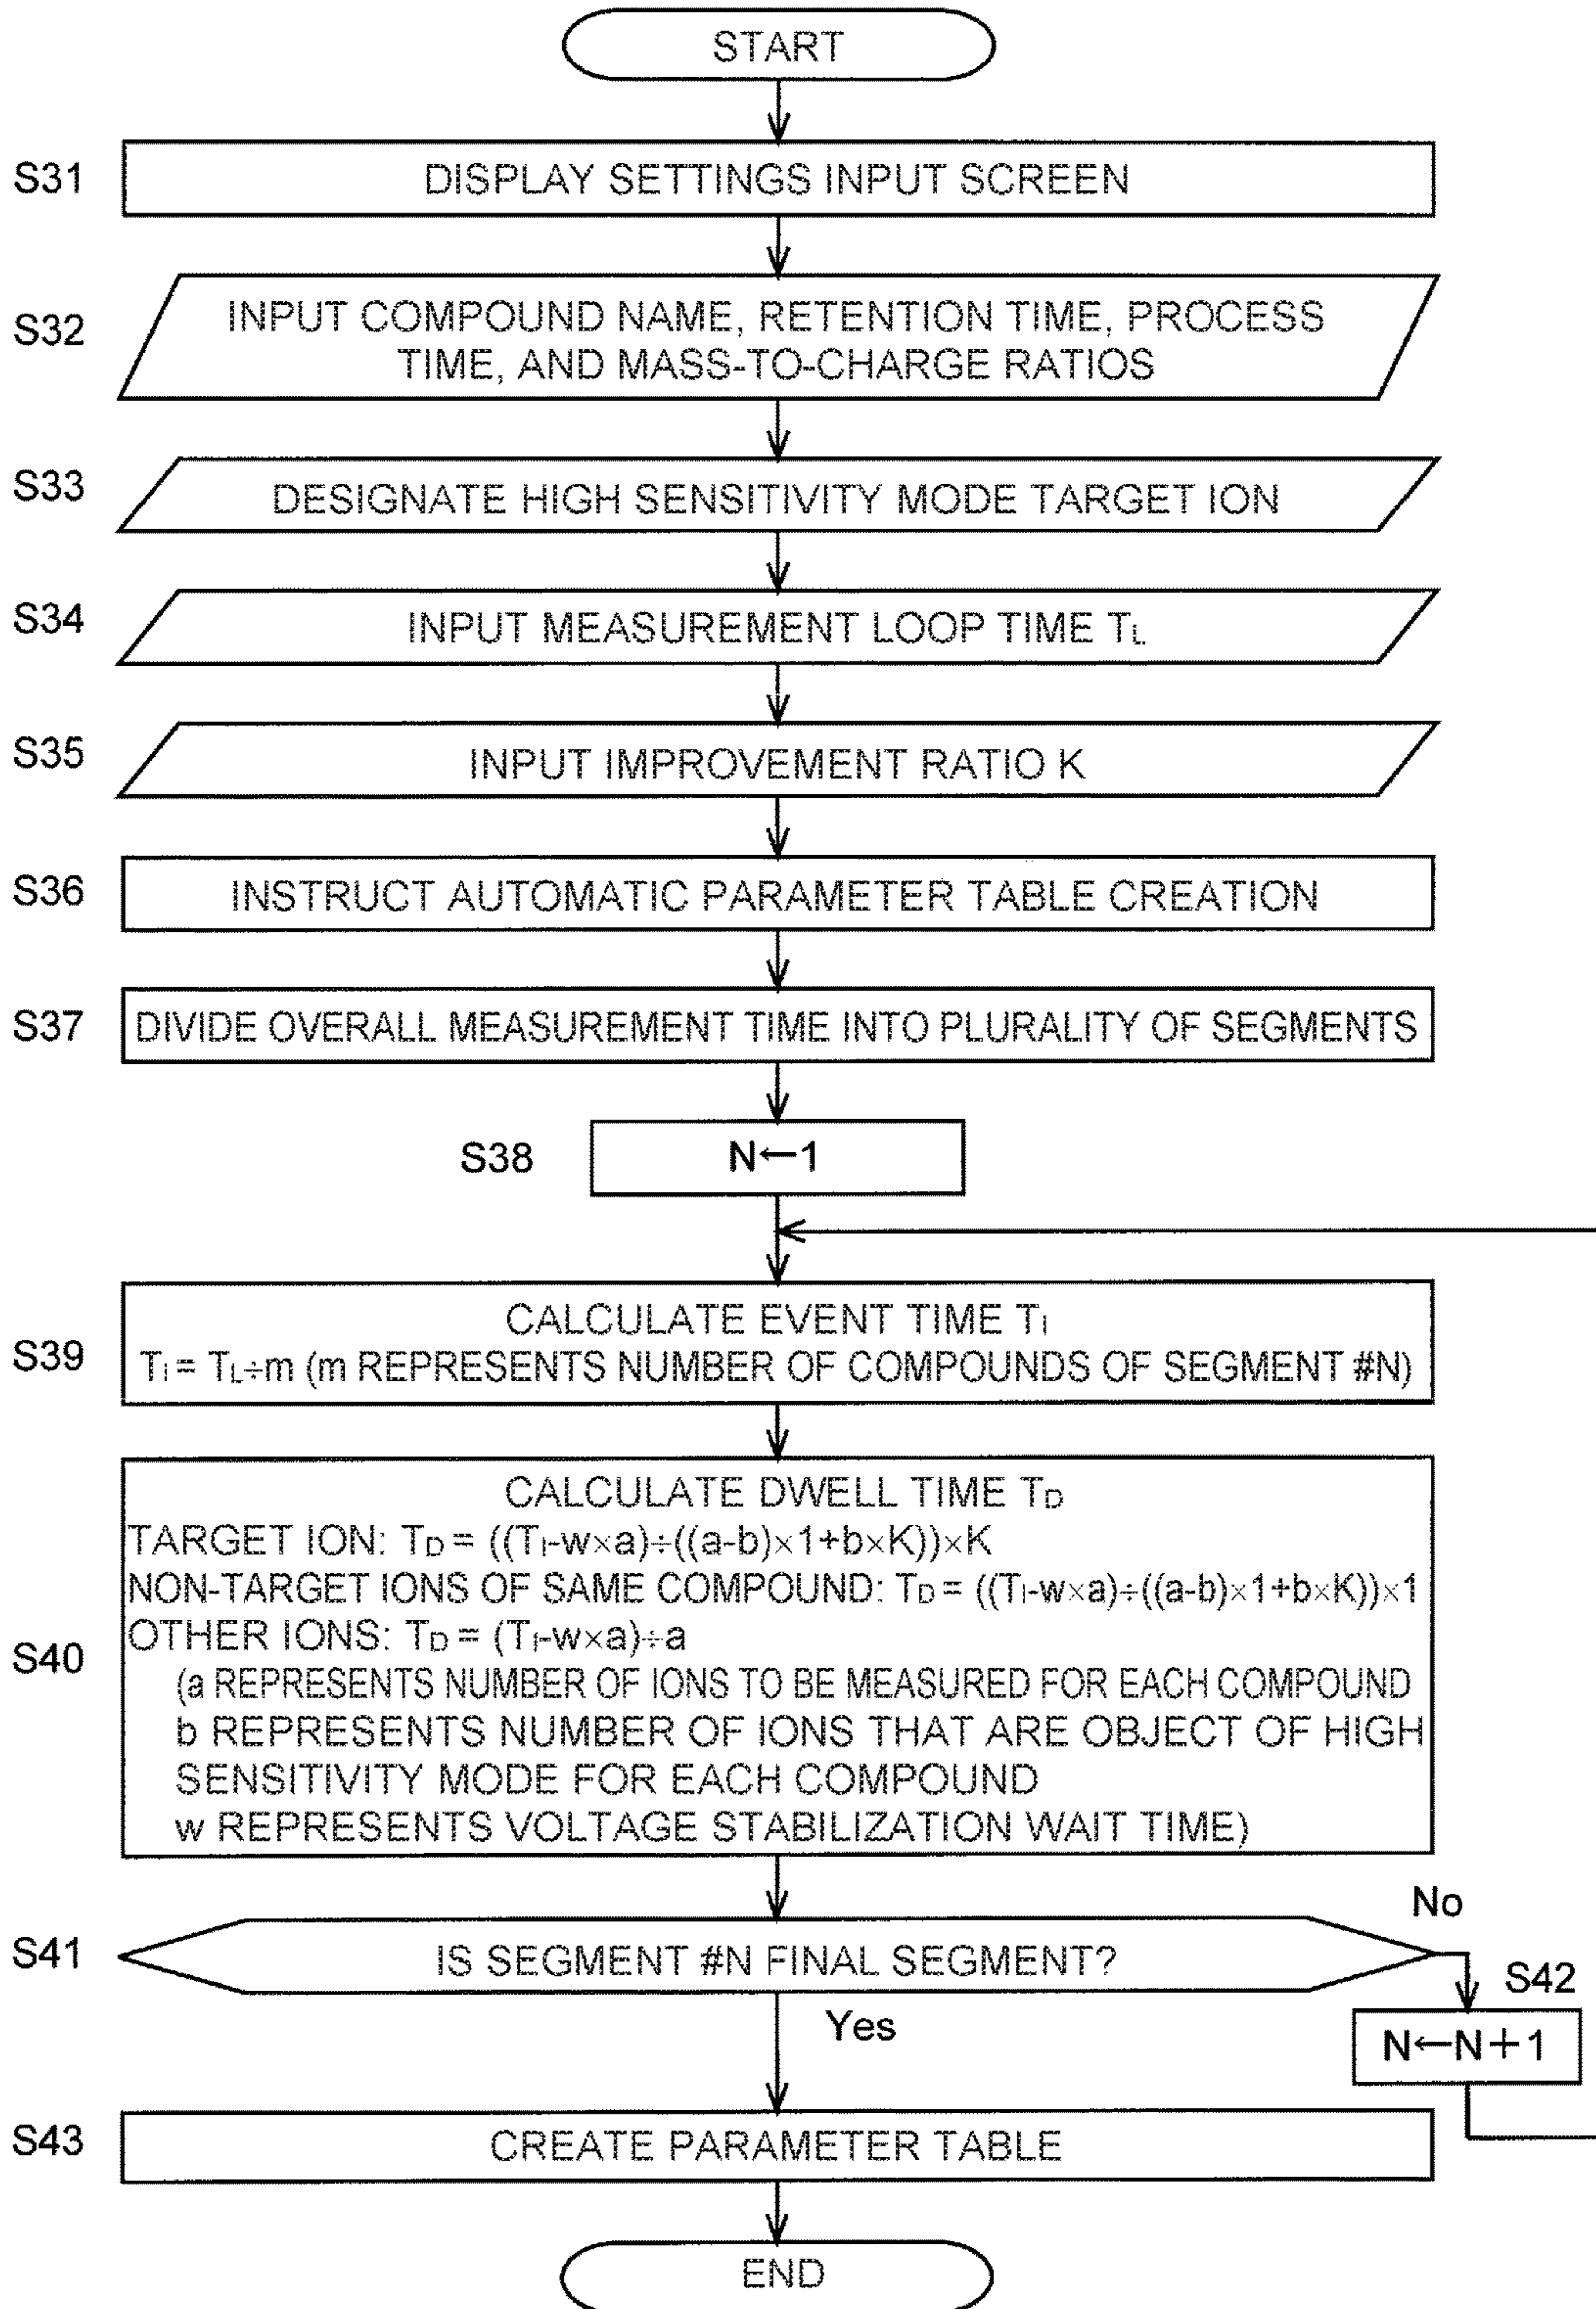 START
S31
DISPLAY SETTINGS INPUT SCREEN
S32
INPUT COMPOUND NAME, RETENTION TIME, PROCESS
TIME, AND MASS-TO-CHARGE RATIOS
S33
DESIGNATE HIGH SENSITIVITY MODE TARGET ION
S34
INPUT MEASUREMENT LOOP TIME TL
S35
INPUT IMPROVEMENT RATIO K
S36
INSTRUCT AUTOMATIC PARAMETER TABLE CREATION
S37
DIVIDE OVERALL MEASUREMENT TIME INTO PLURALITY OF SEGMENTS
S38
N←1
S39
CALCULATE EVENT TIME TI
TI = TL÷m (m REPRESENTS NUMBER OF COMPOUNDS OF SEGMENT #N)
S40
CALCULATE DWELL TIME TD
TARGET ION: TD = ((TI-w×a)÷((a-b)×1+b×K))×K
NON-TARGET IONS OF SAME COMPOUND: TD = ((TI-w×a)÷((a-b)×1+b×K))×1
OTHER IONS: TD = (TI-w×a)÷a
(a REPRESENTS NUMBER OF IONS TO BE MEASURED FOR EACH COMPOUND
b REPRESENTS NUMBER OF IONS THAT ARE OBJECT OF HIGH
SENSITIVITY MODE FOR EACH COMPOUND
w REPRESENTS VOLTAGE STABILIZATION WAIT TIME)
S41
IS SEGMENT #N FINAL SEGMENT?
No
Yes
S42
N←N+1
S43
CREATE PARAMETER TABLE
END